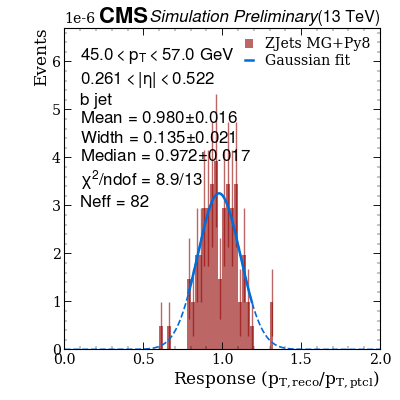 1e-6 CMS Simulation Preliminary (13 TeV)
Events
45.0 < p_T < 57.0 GeV
0.261 < |η| < 0.522
b jet
Mean = 0.980±0.016
Width = 0.135±0.021
Median = 0.972±0.017
χ²/ndof = 8.9/13
Neff = 82
ZJets MG+Py8
Gaussian fit
6
5
4
3
2
1
0
0.0 0.5 1.0 1.5 2.0
Response (p_T,reco/p_T,ptcl)